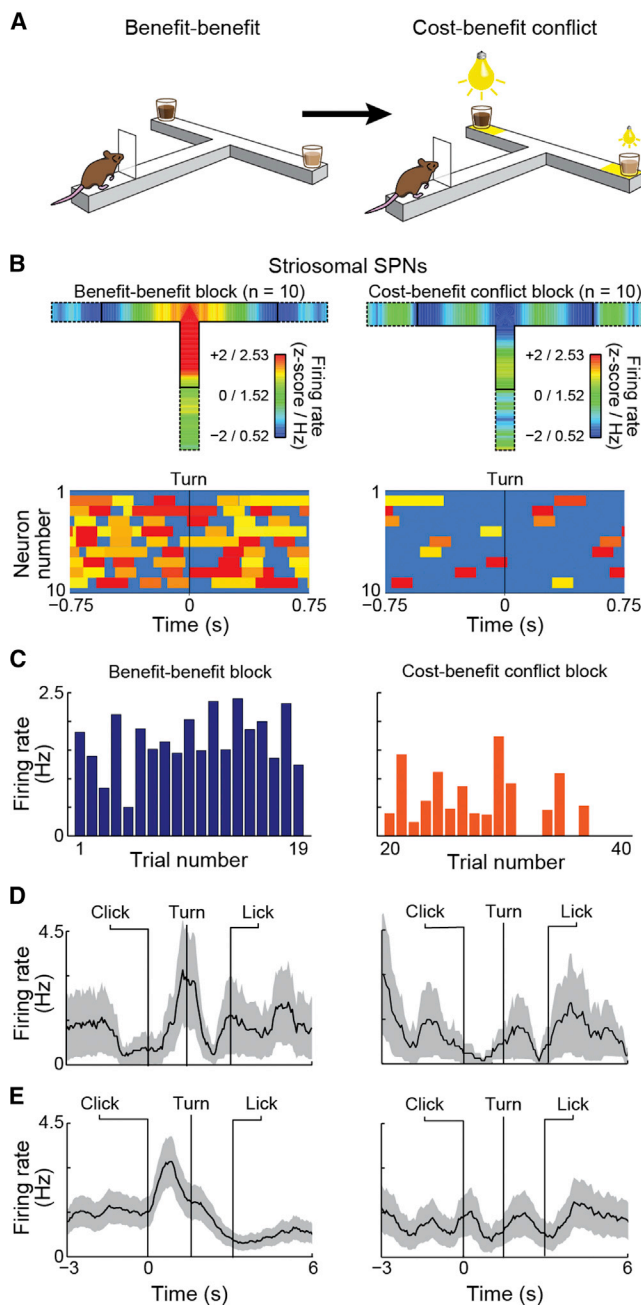 A
Benefit-benefit
Cost-benefit conflict
B
Striosomal SPNs
Benefit-benefit block (n = 10)
Cost-benefit conflict block (n = 10)
+2 / 2.53
0 / 1.52
−2 / 0.52
Firing rate
(z-score / Hz)
+2 / 2.53
0 / 1.52
−2 / 0.52
Firing rate
(z-score / Hz)
Turn
Turn
Neuron
number
1
10
−0.75
0
0.75
−0.75
0
0.75
Time (s)
Time (s)
C
Benefit-benefit block
Cost-benefit conflict block
Firing rate
(Hz)
2.5
0
1
19
20
40
Trial number
Trial number
D
Click
Turn
Lick
Click
Turn
Lick
Firing rate
(Hz)
4.5
0
E
Click
Turn
Lick
Click
Turn
Lick
Firing rate
(Hz)
4.5
0
−3
0
6
−3
0
6
Time (s)
Time (s)